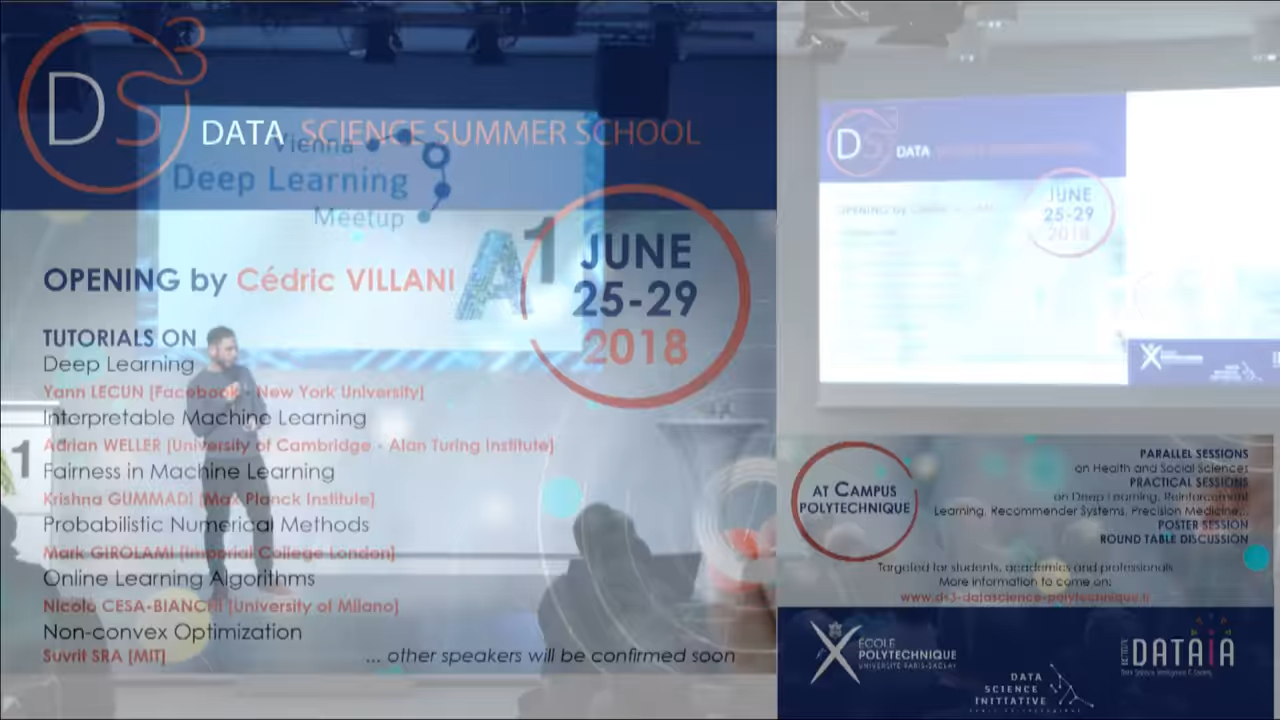 DS3
DATA SCIENCE SUMMER SCHOOL
Vienna
Deep Learning
Meetup
A1
JUNE
25-29
2018
OPENING by Cédric VILLANI
TUTORIALS ON
Deep Learning
Yann LECUN [Facebook - New York University]
Interpretable Machine Learning
Adrian WELLER [University of Cambridge - Alan Turing Institute]
Fairness in Machine Learning
Krishna GUMMADI [Max Planck Institute]
Probabilistic Numerical Methods
Mark GIROLAMI [Imperial College London]
Online Learning Algorithms
Nicolò CESA-BIANCHI [University of Milano]
Non-convex Optimization
Suvrit SRA [MIT]
... other speakers will be confirmed soon
1
DS
DATA
JUNE
25-29
2018
AT CAMPUS
POLYTECHNIQUE
PARALLEL SESSIONS
on Health and Social Sciences
PRACTICAL SESSIONS
on Deep Learning, Reinforcement
Learning, Recommender Systems, Precision Medicine...
POSTER SESSION
ROUND TABLE DISCUSSION
Targeted for students, academics and professionals
More information to come on:
www.ds3-datascience-polytechnique.fr
ÉCOLE
POLYTECHNIQUE
UNIVERSITÉ PARIS-SACLAY
DATA
SCIENCE
INITIATIVE
DATAIA